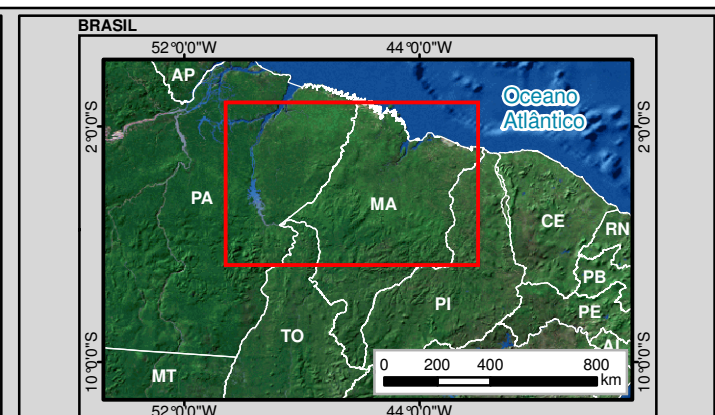 BRASIL
52°0'0"W 44°0'0"W
AP
Oceano
Atlântico
2°0'0"S 2°0'0"S
PA
MA
CE
RN
PB
PI
PE
TO
AL
MT
0 200 400 800
km
10°0'0"S 10°0'0"S
52°0'0"W 44°0'0"W